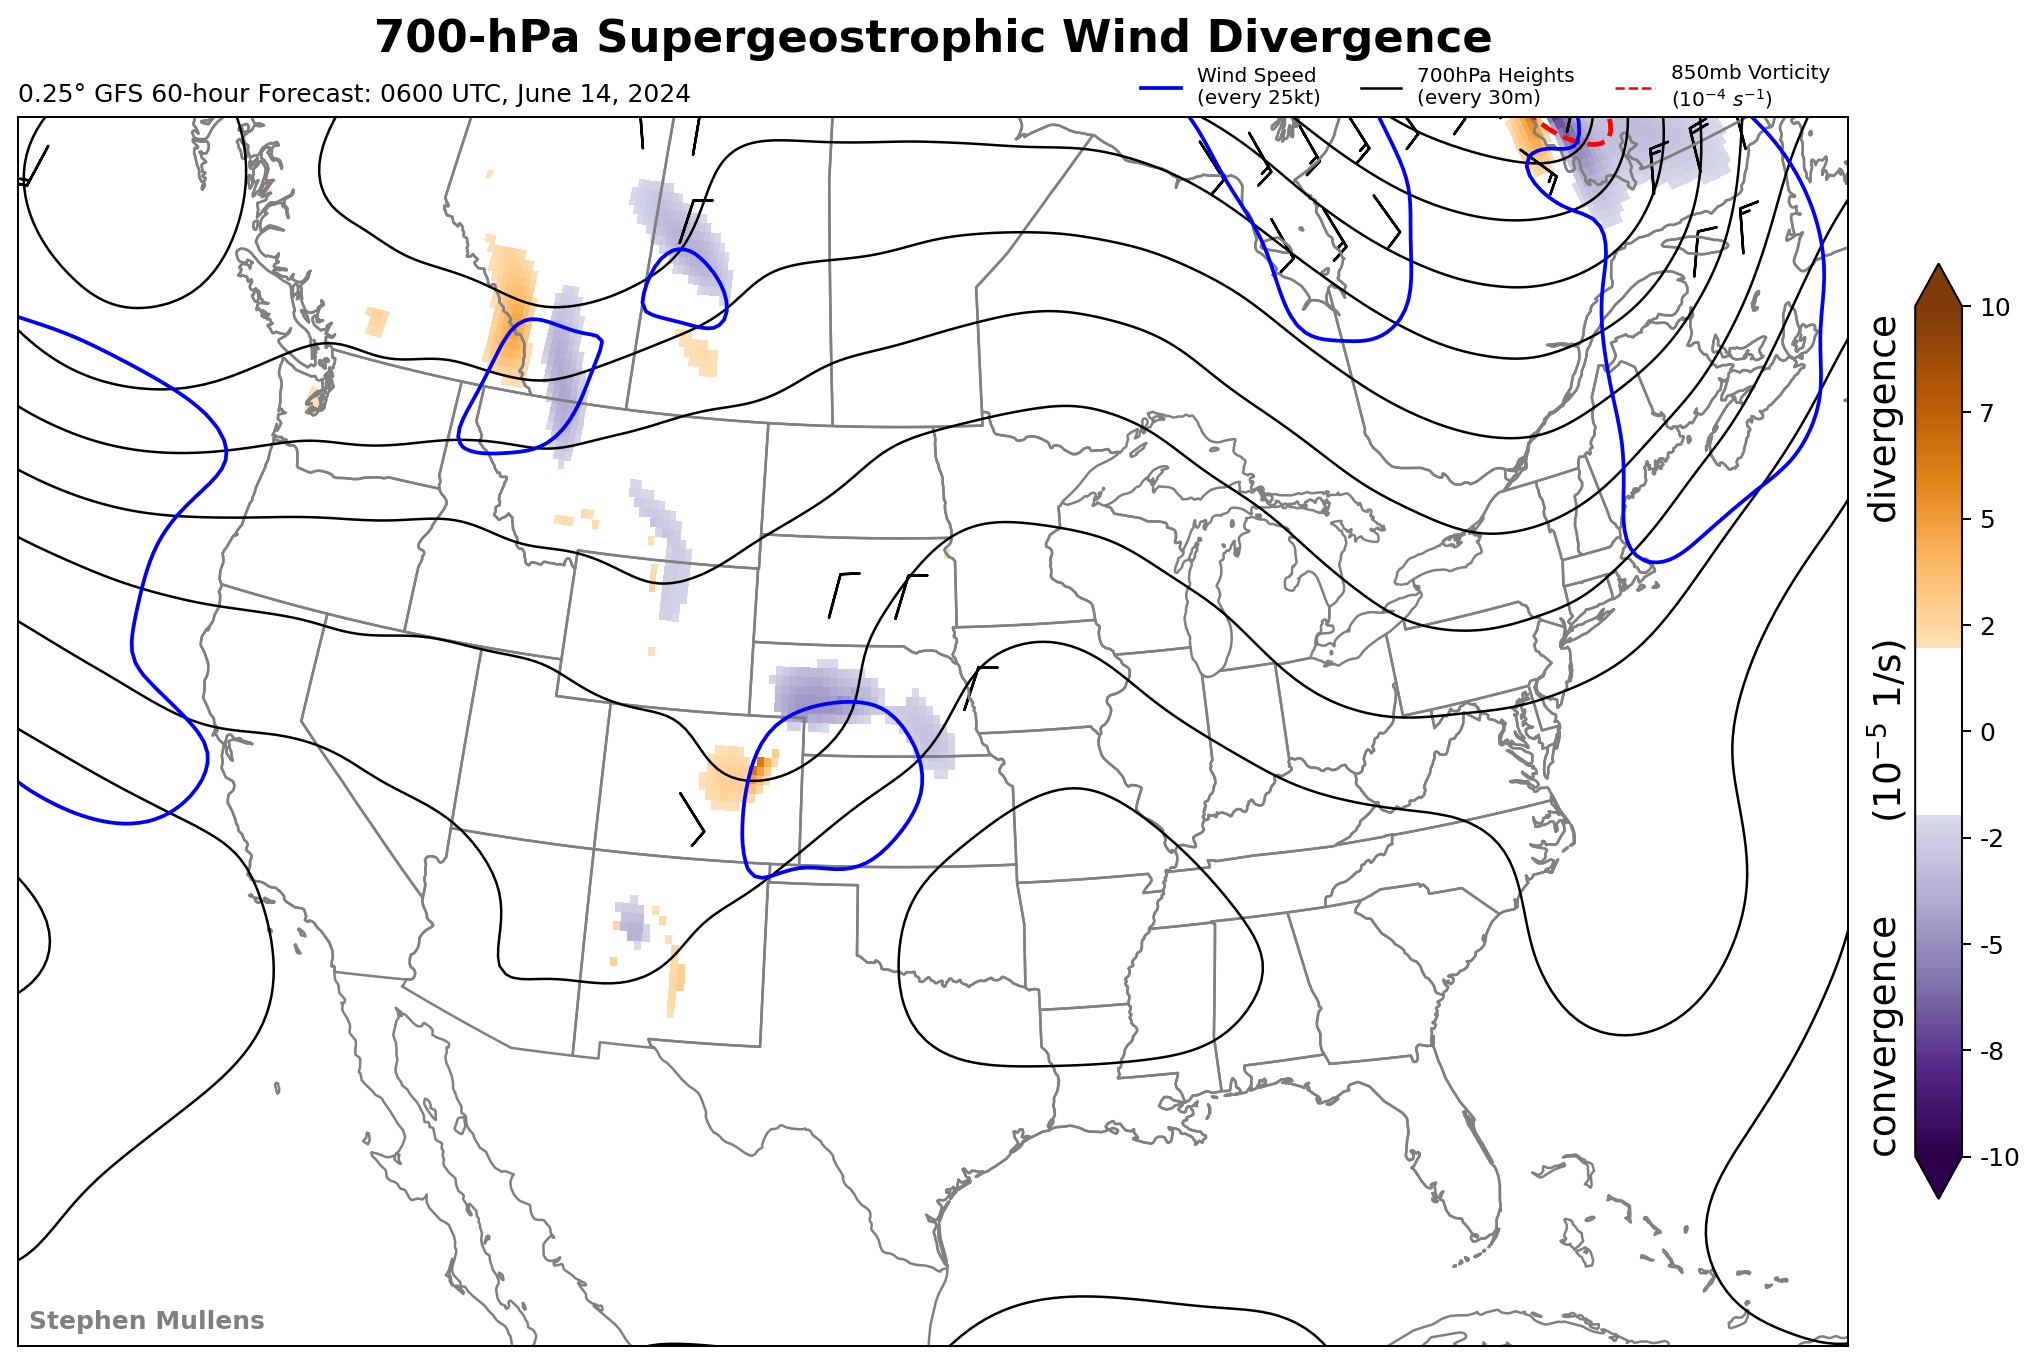 700-hPa Supergeostrophic Wind Divergence
0.25° GFS 60-hour Forecast: 0600 UTC, June 14, 2024
Wind Speed
(every 25kt)
700hPa Heights
(every 30m)
850mb Vorticity
(10⁻⁴ s⁻¹)
10
7
5
2
0
-2
-5
-8
-10
divergence
(10⁻⁵ 1/s)
convergence
Stephen Mullens